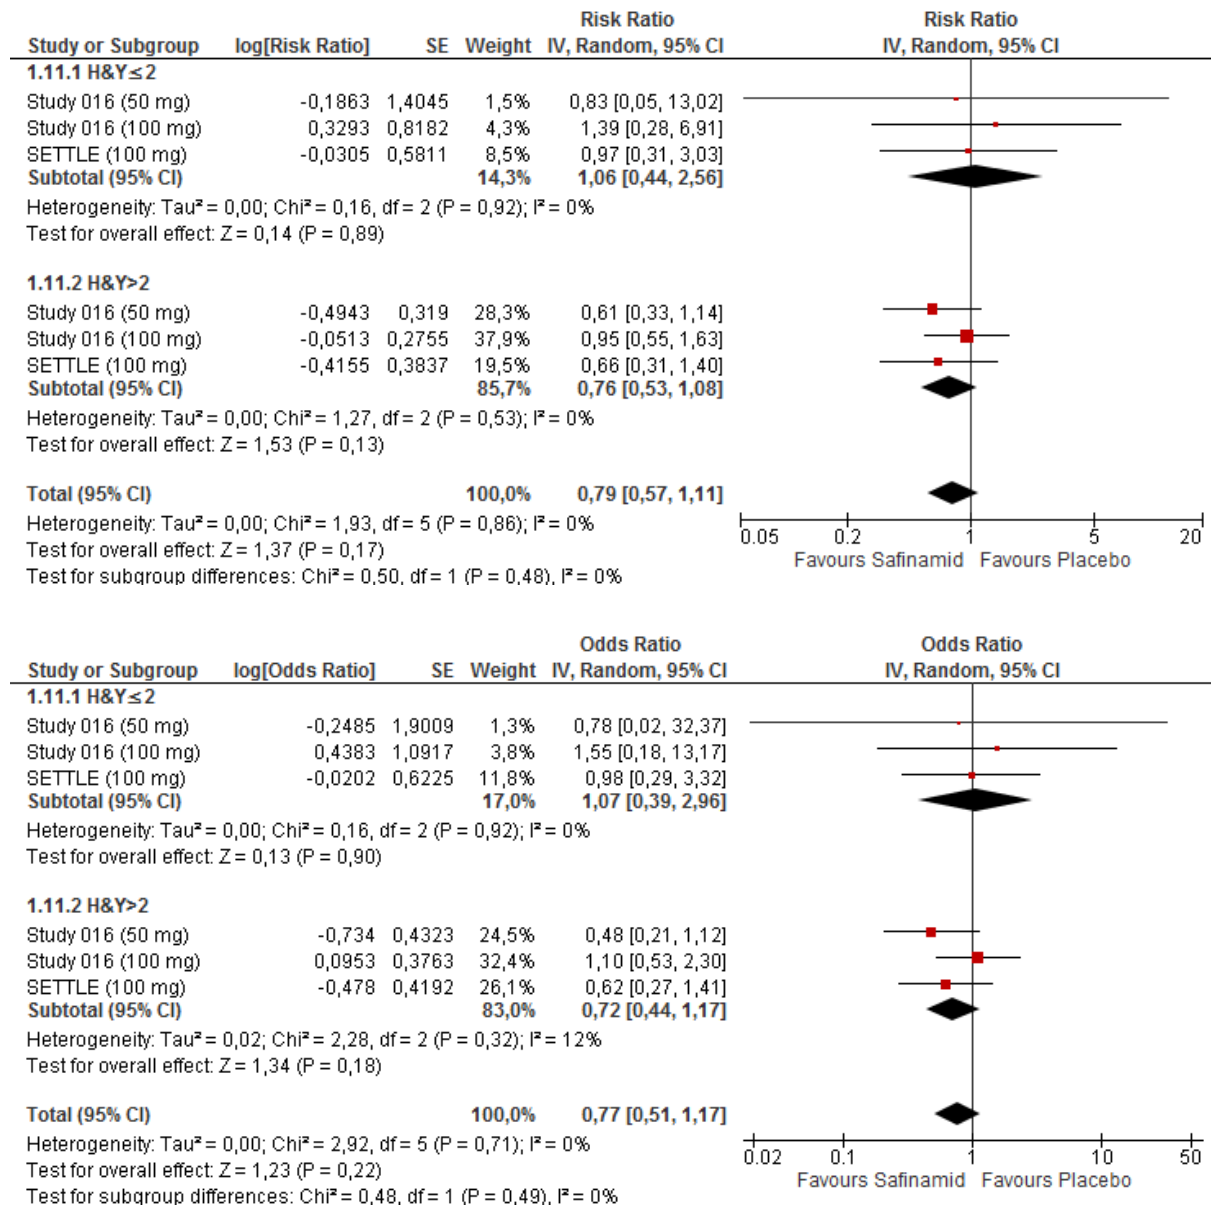 Risk Ratio Risk Ratio
Study or Subgroup log[Risk Ratio] SE Weight IV, Random, 95% CI IV, Random, 95% CI
1.11.1 H&Y≤2
Study 016 (50 mg) -0,1863 1,4045 1,5% 0,83 [0,05, 13,02]
Study 016 (100 mg) 0,3293 0,8182 4,3% 1,39 [0,28, 6,91]
SETTLE (100 mg) -0,0305 0,5811 8,5% 0,97 [0,31, 3,03]
Subtotal (95% CI) 14,3% 1,06 [0,44, 2,56]
Heterogeneity: Tau² = 0,00; Chi² = 0,16, df = 2 (P = 0,92); I² = 0%
Test for overall effect: Z = 0,14 (P = 0,89)
1.11.2 H&Y>2
Study 016 (50 mg) -0,4943 0,319 28,3% 0,61 [0,33, 1,14]
Study 016 (100 mg) -0,0513 0,2755 37,9% 0,95 [0,55, 1,63]
SETTLE (100 mg) -0,4155 0,3837 19,5% 0,66 [0,31, 1,40]
Subtotal (95% CI) 85,7% 0,76 [0,53, 1,08]
Heterogeneity: Tau² = 0,00; Chi² = 1,27, df = 2 (P = 0,53); I² = 0%
Test for overall effect: Z = 1,53 (P = 0,13)
Total (95% CI) 100,0% 0,79 [0,57, 1,11]
Heterogeneity: Tau² = 0,00; Chi² = 1,93, df = 5 (P = 0,86); I² = 0%
Test for overall effect: Z = 1,37 (P = 0,17)
Test for subgroup differences: Chi² = 0,50, df = 1 (P = 0,48), I² = 0%
0.05 0.2 1 5 20
Favours Safinamid Favours Placebo
Odds Ratio Odds Ratio
Study or Subgroup log[Odds Ratio] SE Weight IV, Random, 95% CI IV, Random, 95% CI
1.11.1 H&Y≤2
Study 016 (50 mg) -0,2485 1,9009 1,3% 0,78 [0,02, 32,37]
Study 016 (100 mg) 0,4383 1,0917 3,8% 1,55 [0,18, 13,17]
SETTLE (100 mg) -0,0202 0,6225 11,8% 0,98 [0,29, 3,32]
Subtotal (95% CI) 17,0% 1,07 [0,39, 2,96]
Heterogeneity: Tau² = 0,00; Chi² = 0,16, df = 2 (P = 0,92); I² = 0%
Test for overall effect: Z = 0,13 (P = 0,90)
1.11.2 H&Y>2
Study 016 (50 mg) -0,734 0,4323 24,5% 0,48 [0,21, 1,12]
Study 016 (100 mg) 0,0953 0,3763 32,4% 1,10 [0,53, 2,30]
SETTLE (100 mg) -0,478 0,4192 26,1% 0,62 [0,27, 1,41]
Subtotal (95% CI) 83,0% 0,72 [0,44, 1,17]
Heterogeneity: Tau² = 0,02; Chi² = 2,28, df = 2 (P = 0,32); I² = 12%
Test for overall effect: Z = 1,34 (P = 0,18)
Total (95% CI) 100,0% 0,77 [0,51, 1,17]
Heterogeneity: Tau² = 0,00; Chi² = 2,92, df = 5 (P = 0,71); I² = 0%
Test for overall effect: Z = 1,23 (P = 0,22)
Test for subgroup differences: Chi² = 0,48, df = 1 (P = 0,49), I² = 0%
0.02 0.1 1 10 50
Favours Safinamid Favours Placebo